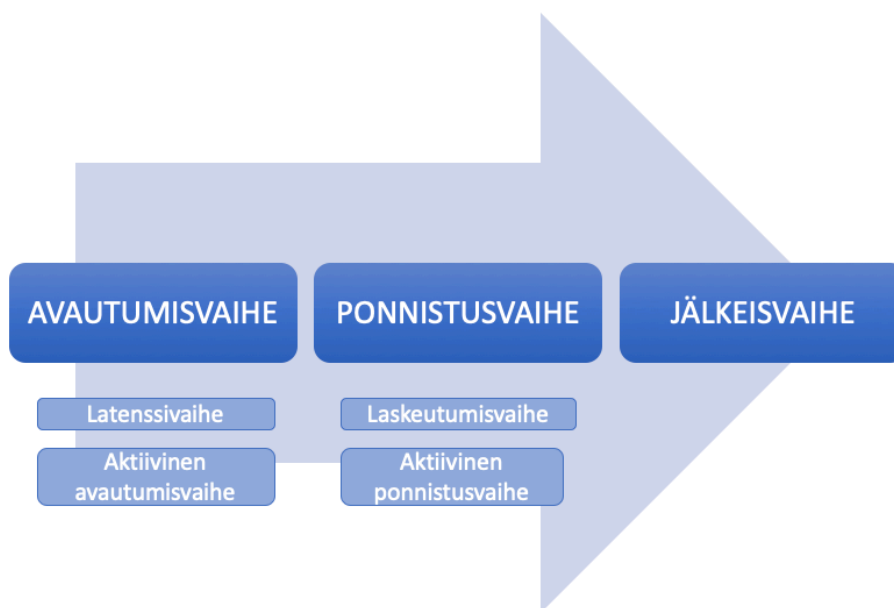 AVAUTUMISVAIHE
PONNISTUSVAIHE
JÄLKEISVAIHE
Latenssivaihe
Aktiivinen
avautumisvaihe
Laskeutumisvaihe
Aktiivinen
ponnistusvaihe